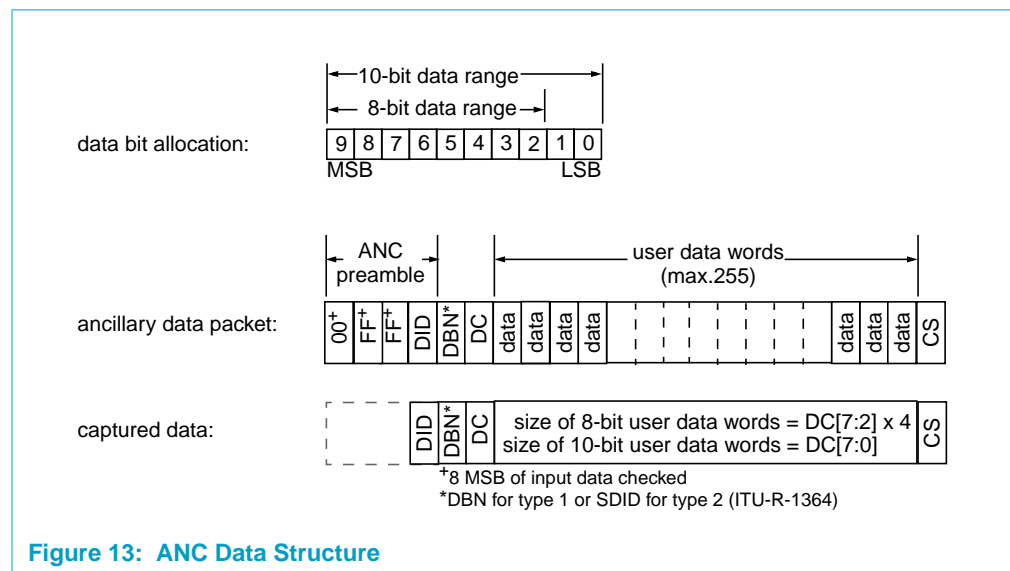 10-bit data range
8-bit data range
data bit allocation:
9 8 7 6 5 4 3 2 1 0
MSB LSB
ANC
preamble
user data words
(max.255)
ancillary data packet:
00+ FF+ FF+ DID DBN* DC data data data data data data data CS
captured data:
DID DBN* DC
size of 8-bit user data words = DC[7:2] x 4
size of 10-bit user data words = DC[7:0]
CS
+8 MSB of input data checked
*DBN for type 1 or SDID for type 2 (ITU-R-1364)
Figure 13: ANC Data Structure